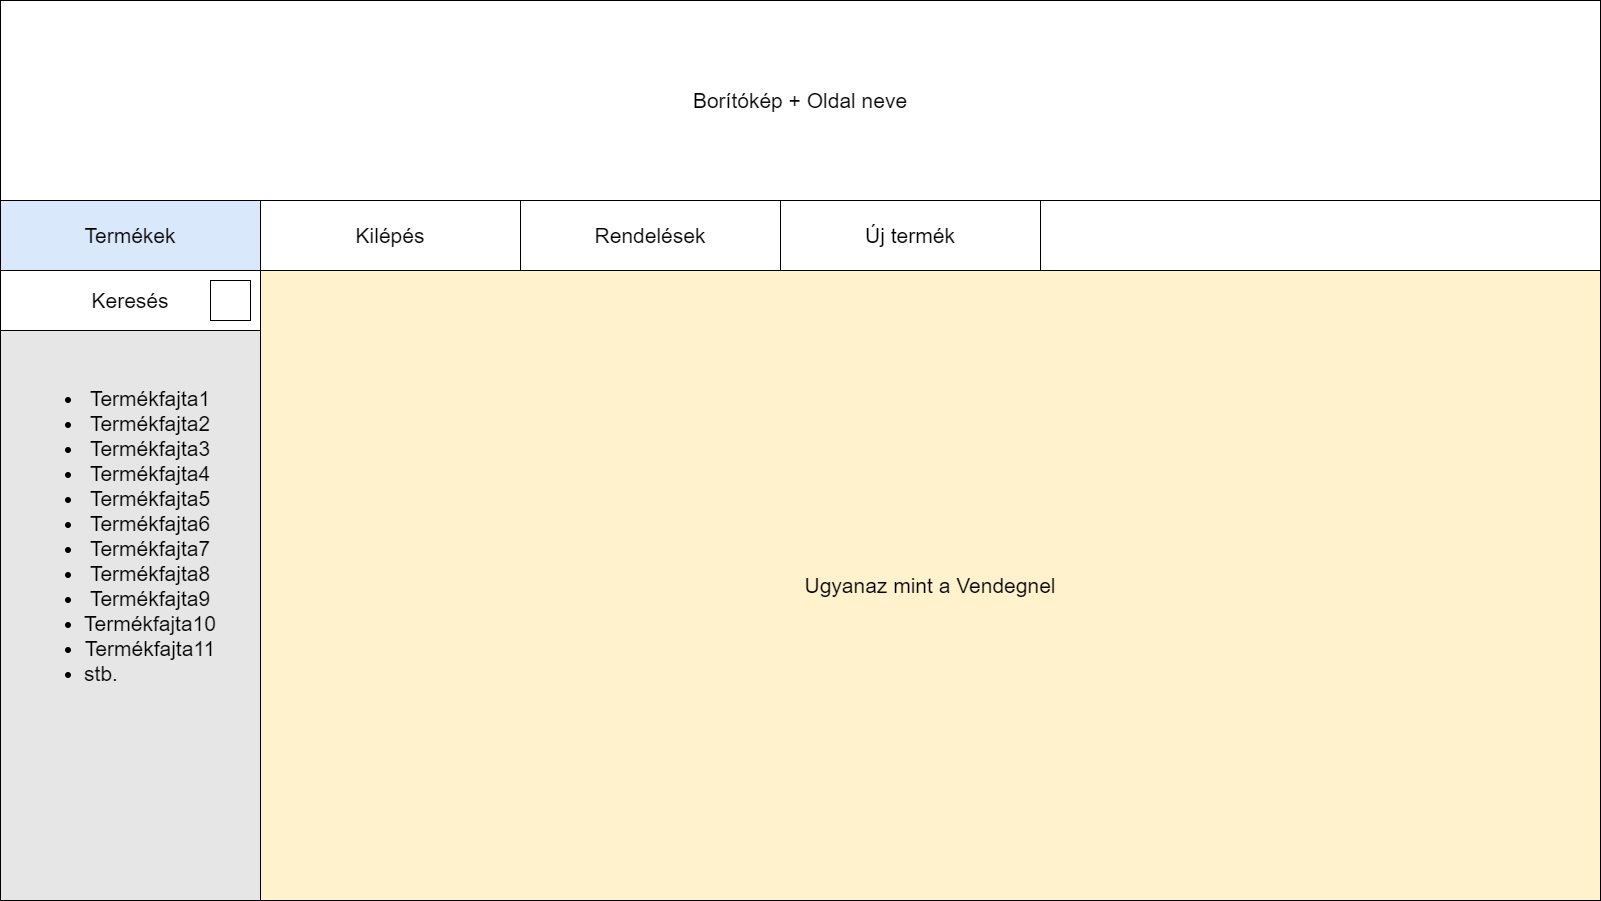 Borítókép + Oldal neve
Termékek
Kilépés
Rendelések
Új termék
Keresés
Termékfajta1
Termékfajta2
Termékfajta3
Termékfajta4
Termékfajta5
Termékfajta6
Termékfajta7
Termékfajta8
Termékfajta9
Termékfajta10
Termékfajta11
stb.
Ugyanaz mint a Vendegnel